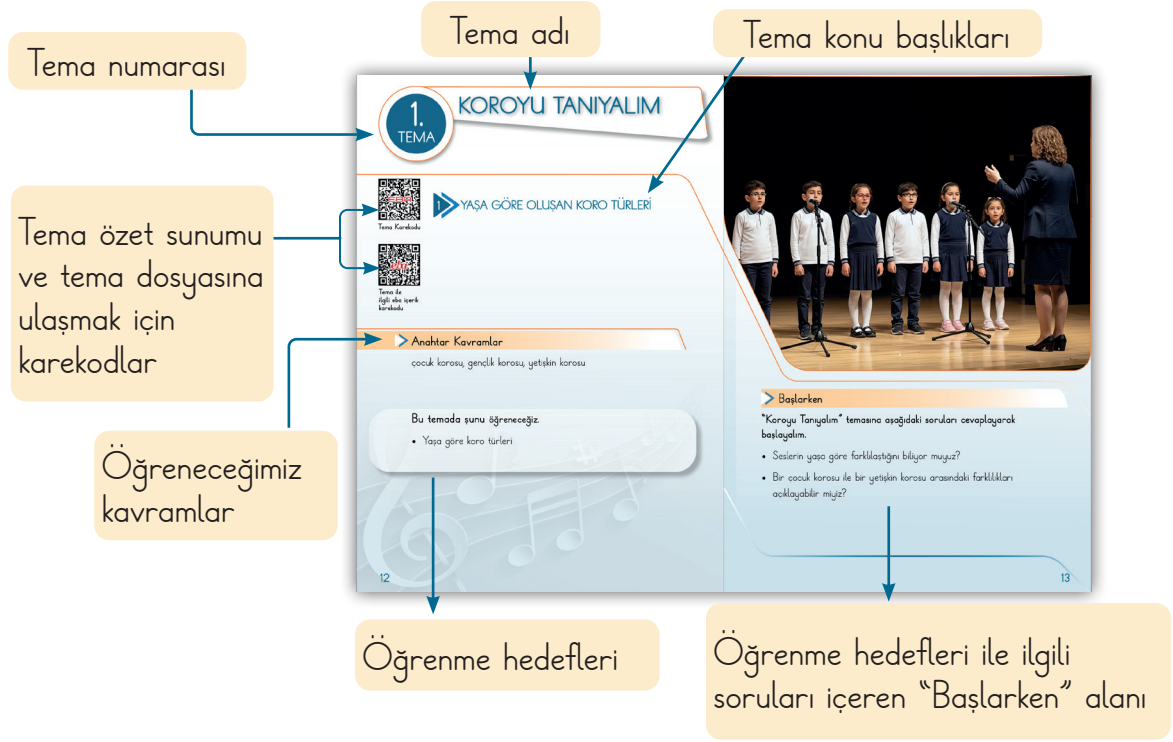 Tema numarası
Tema adı
Tema konu başlıkları
1.
TEMA
KOROYU TANIYALIM
Tema Karekodu
1 YAŞA GÖRE OLUŞAN KORO TÜRLERİ
Tema ile
ilgili eba içerik
karekodu
Tema özet sunumu
ve tema dosyasına
ulaşmak için
karekodlar
Anahtar Kavramlar
çocuk korosu, gençlik korosu, yetişkin korosu
Bu temada şunu öğreneceğiz.
• Yaşa göre koro türleri
Öğreneceğimiz
kavramlar
12
Başlarken
"Koroyu Tanıyalım" temasına aşağıdaki soruları cevaplayarak
başlayalım.
• Seslerin yaşa göre farklılaştığını biliyor muyuz?
• Bir çocuk korosu ile bir yetişkin korosu arasındaki farklılıkları
açıklayabilir miyiz?
13
Öğrenme hedefleri
Öğrenme hedefleri ile ilgili
soruları içeren "Başlarken" alanı